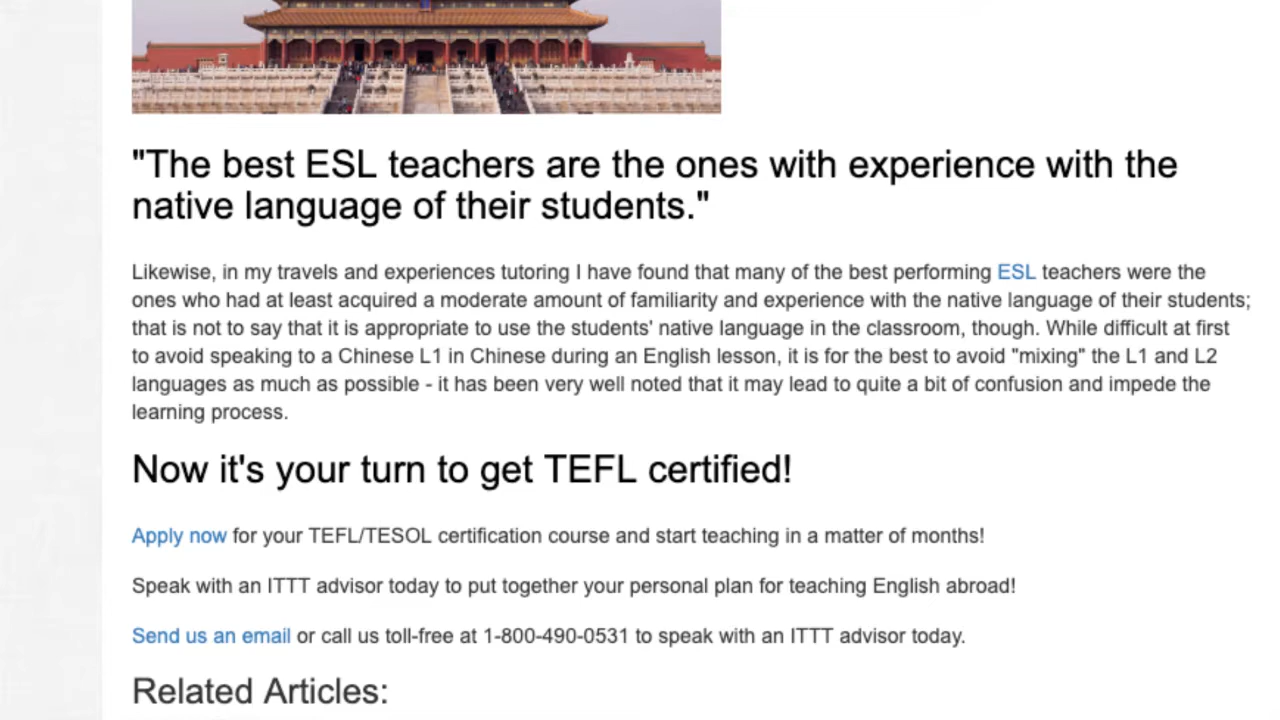 "The best ESL teachers are the ones with experience with the
native language of their students."
Likewise, in my travels and experiences tutoring I have found that many of the best performing ESL teachers were the
ones who had at least acquired a moderate amount of familiarity and experience with the native language of their students;
that is not to say that it is appropriate to use the students' native language in the classroom, though. While difficult at first
to avoid speaking to a Chinese L1 in Chinese during an English lesson, it is for the best to avoid "mixing" the L1 and L2
languages as much as possible - it has been very well noted that it may lead to quite a bit of confusion and impede the
learning process.
Now it's your turn to get TEFL certified!
Apply now for your TEFL/TESOL certification course and start teaching in a matter of months!
Speak with an ITTT advisor today to put together your personal plan for teaching English abroad!
Send us an email or call us toll-free at 1-800-490-0531 to speak with an ITTT advisor today.
Related Articles: